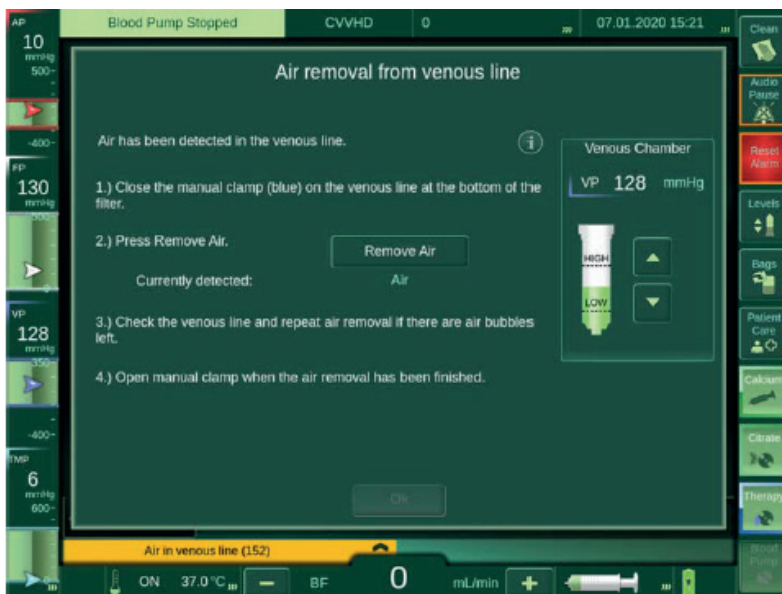 AP
10
mmHg
500-
-400-
FP
130
mmHg
500-
VP
128
mmHg
350-
-400-
TMP
6
mmHg
600-
Blood Pump Stopped
CVVHD
0
07.01.2020 15:21
Air removal from venous line
Air has been detected in the venous line.
i
1.) Close the manual clamp (blue) on the venous line at the bottom of the
filter.
2.) Press Remove Air.
Remove Air
Currently detected:
Air
3.) Check the venous line and repeat air removal if there are air bubbles
left.
4.) Open manual clamp when the air removal has been finished.
Venous Chamber
VP 128 mmHg
HIGH
LOW
Ok
Air in venous line (152)
ON 37.0 °C
BF 0 mL/min
Clean
Audio
Pause
Reset
Alarm
Levels
Bags
Patient
Care
Calcium
Citrate
Therapy
Blood
Pump